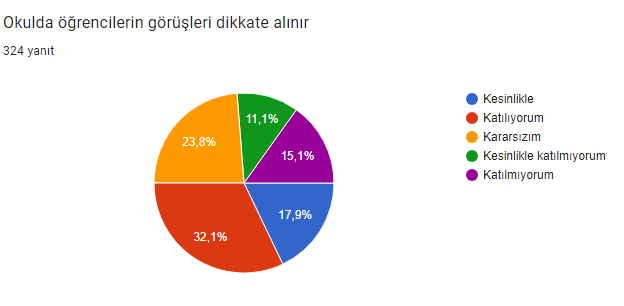 Okulda öğrencilerin görüşleri dikkate alınır
324 yanıt
11,1%
23,8%
15,1%
17,9%
32,1%
Kesinlikle
Katılıyorum
Kararsızım
Kesinlikle katılmıyorum
Katılmıyorum